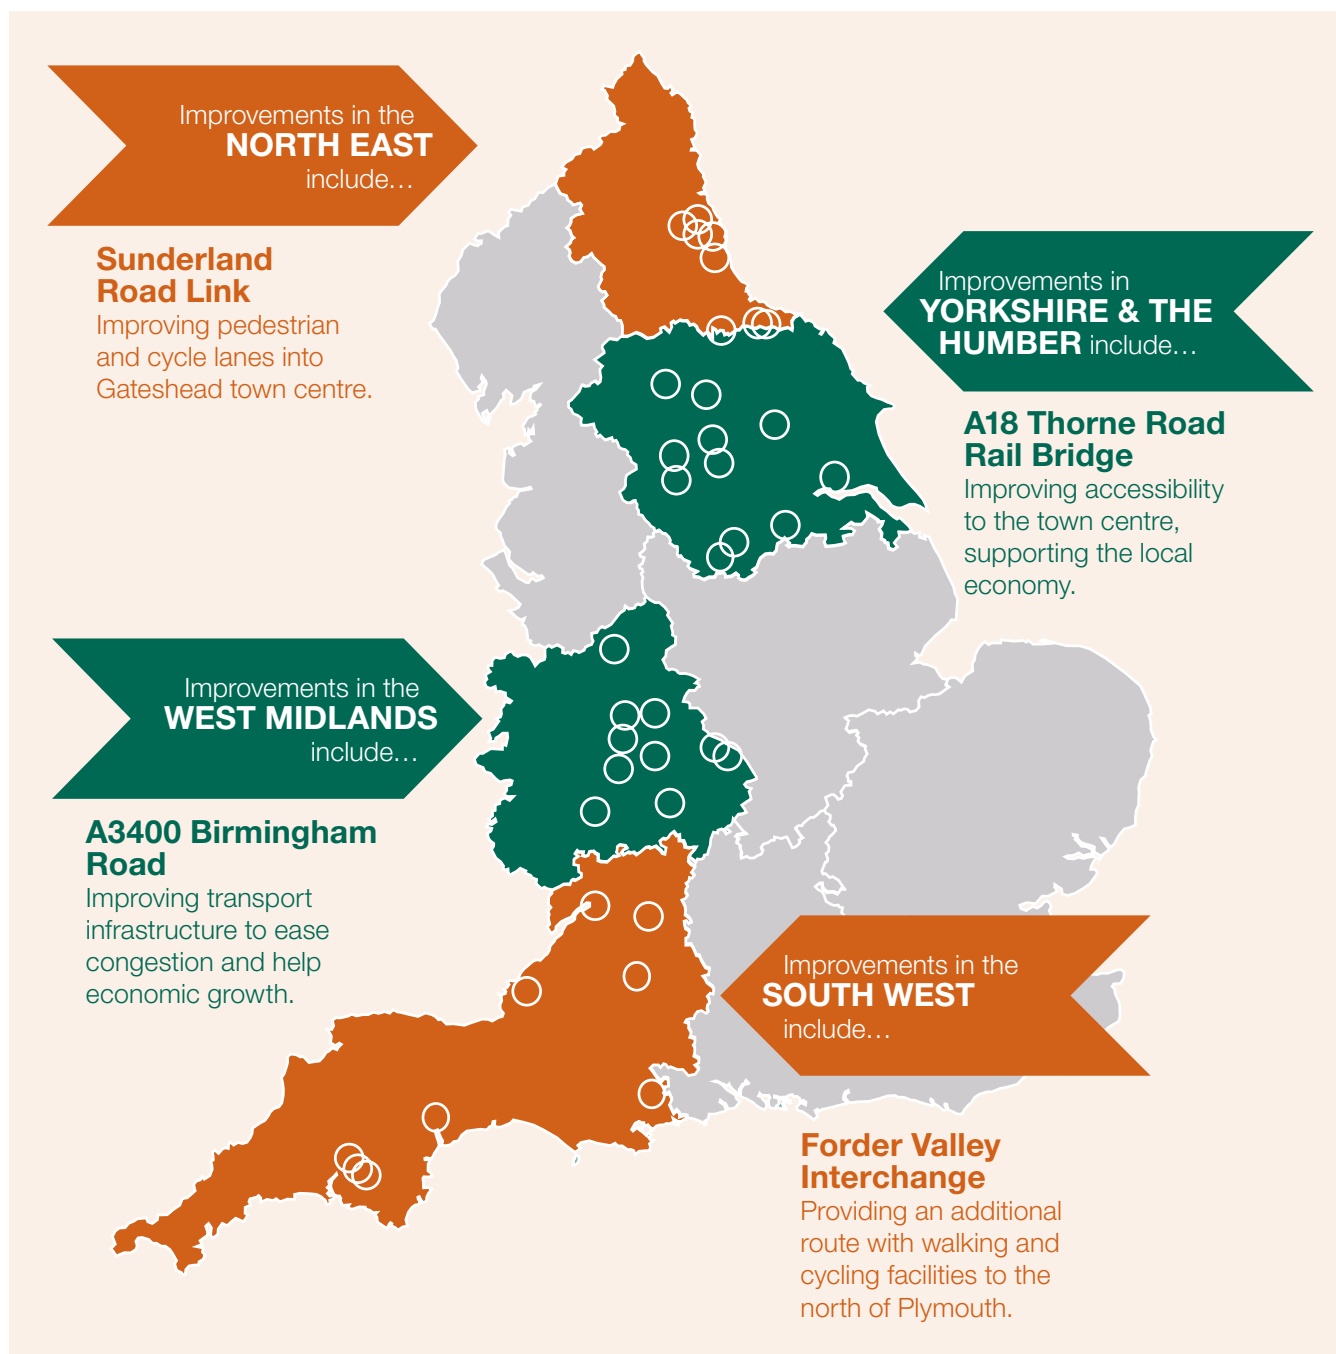 Improvements in the
NORTH EAST
include…
Sunderland
Road Link
Improving pedestrian
and cycle lanes into
Gateshead town centre.
Improvements in
YORKSHIRE & THE
HUMBER include…
A18 Thorne Road
Rail Bridge
Improving accessibility
to the town centre,
supporting the local
economy.
Improvements in the
WEST MIDLANDS
include…
A3400 Birmingham
Road
Improving transport
infrastructure to ease
congestion and help
economic growth.
Improvements in the
SOUTH WEST
include…
Forder Valley
Interchange
Providing an additional
route with walking and
cycling facilities to the
north of Plymouth.